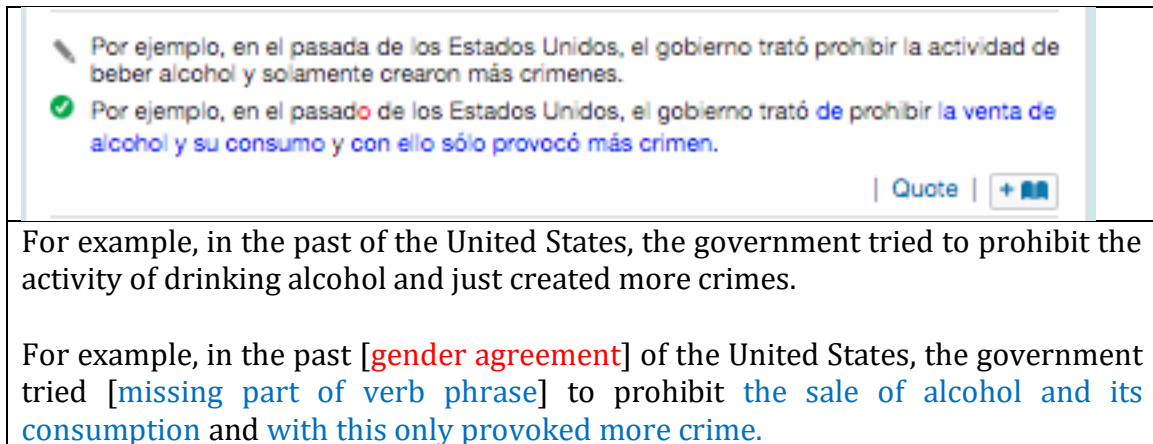 Por ejemplo, en el pasada de los Estados Unidos, el gobierno trató prohibir la actividad de
beber alcohol y solamente crearon más crimenes.
Por ejemplo, en el pasado de los Estados Unidos, el gobierno trató de prohibir la venta de
alcohol y su consumo y con ello sólo provocó más crimen.
| Quote | +
For example, in the past of the United States, the government tried to prohibit the
activity of drinking alcohol and just created more crimes.
For example, in the past [gender agreement] of the United States, the government
tried [missing part of verb phrase] to prohibit the sale of alcohol and its
consumption and with this only provoked more crime.